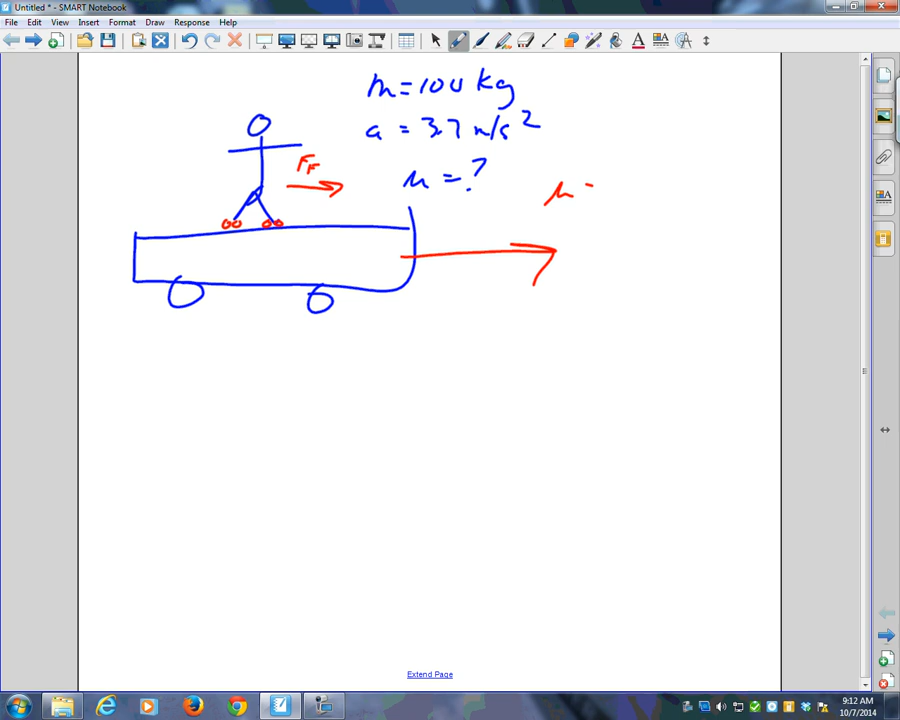 Untitled * - SMART Notebook
File Edit View Insert Format Draw Response Help
m = 100 kg
a = 3.7 m/s²
μ = ?
F_F
μ =
Extend Page
9:12 AM
10/7/2014